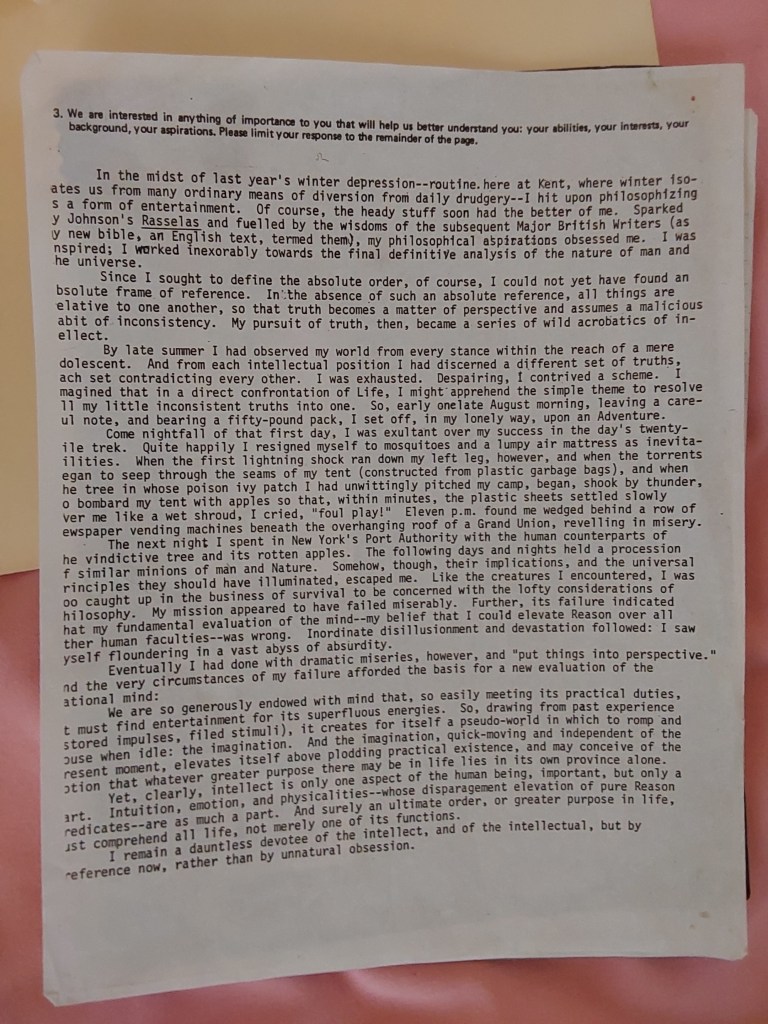 3. We are interested in anything of importance to you that will help us better understand you: your abilities, your interests, your
background, your aspirations. Please limit your response to the remainder of the page.
In the midst of last year's winter depression--routine.here at Kent, where winter iso-
ates us from many ordinary means of diversion from daily drudgery--I hit upon philosophizing
s a form of entertainment. Of course, the heady stuff soon had the better of me. Sparked
y Johnson's Rasselas and fuelled by the wisdoms of the subsequent Major British Writers (as
y new bible, an English text, termed them), my philosophical aspirations obsessed me. I was
nspired; I worked inexorably towards the final definitive analysis of the nature of man and
he universe.
Since I sought to define the absolute order, of course, I could not yet have found an
bsolute frame of reference. In the absence of such an absolute reference, all things are
elative to one another, so that truth becomes a matter of perspective and assumes a malicious
abit of inconsistency. My pursuit of truth, then, became a series of wild acrobatics of in-
ellect.
By late summer I had observed my world from every stance within the reach of a mere
dolescent. And from each intellectual position I had discerned a different set of truths,
ach set contradicting every other. I was exhausted. Despairing, I contrived a scheme. I
magined that in a direct confrontation of Life, I might apprehend the simple theme to resolve
ll my little inconsistent truths into one. So, early onelate August morning, leaving a care-
ul note, and bearing a fifty-pound pack, I set off, in my lonely way, upon an Adventure.
Come nightfall of that first day, I was exultant over my success in the day's twenty-
ile trek. Quite happily I resigned myself to mosquitoes and a lumpy air mattress as inevita-
ilities. When the first lightning shock ran down my left leg, however, and when the torrents
egan to seep through the seams of my tent (constructed from plastic garbage bags), and when
he tree in whose poison ivy patch I had unwittingly pitched my camp, began, shook by thunder,
o bombard my tent with apples so that, within minutes, the plastic sheets settled slowly
ver me like a wet shroud, I cried, "foul play!" Eleven p.m. found me wedged behind a row of
ewspaper vending machines beneath the overhanging roof of a Grand Union, revelling in misery.
The next night I spent in New York's Port Authority with the human counterparts of
he vindictive tree and its rotten apples. The following days and nights held a procession
f similar minions of man and Nature. Somehow, though, their implications, and the universal
rinciples they should have illuminated, escaped me. Like the creatures I encountered, I was
oo caught up in the business of survival to be concerned with the lofty considerations of
hilosophy. My mission appeared to have failed miserably. Further, its failure indicated
hat my fundamental evaluation of the mind--my belief that I could elevate Reason over all
ther human faculties--was wrong. Inordinate disillusionment and devastation followed: I saw
yself floundering in a vast abyss of absurdity.
Eventually I had done with dramatic miseries, however, and "put things into perspective."
nd the very circumstances of my failure afforded the basis for a new evaluation of the
ational mind:
We are so generously endowed with mind that, so easily meeting its practical duties,
t must find entertainment for its superfluous energies. So, drawing from past experience
stored impulses, filed stimuli), it creates for itself a pseudo-world in which to romp and
ouse when idle: the imagination. And the imagination, quick-moving and independent of the
resent moment, elevates itself above plodding practical existence, and may conceive of the
otion that whatever greater purpose there may be in life lies in its own province alone.
Yet, clearly, intellect is only one aspect of the human being, important, but only a
art. Intuition, emotion, and physicalities--whose disparagement elevation of pure Reason
redicates--are as much a part. And surely an ultimate order, or greater purpose in life,
ust comprehend all life, not merely one of its functions.
I remain a dauntless devotee of the intellect, and of the intellectual, but by
reference now, rather than by unnatural obsession.